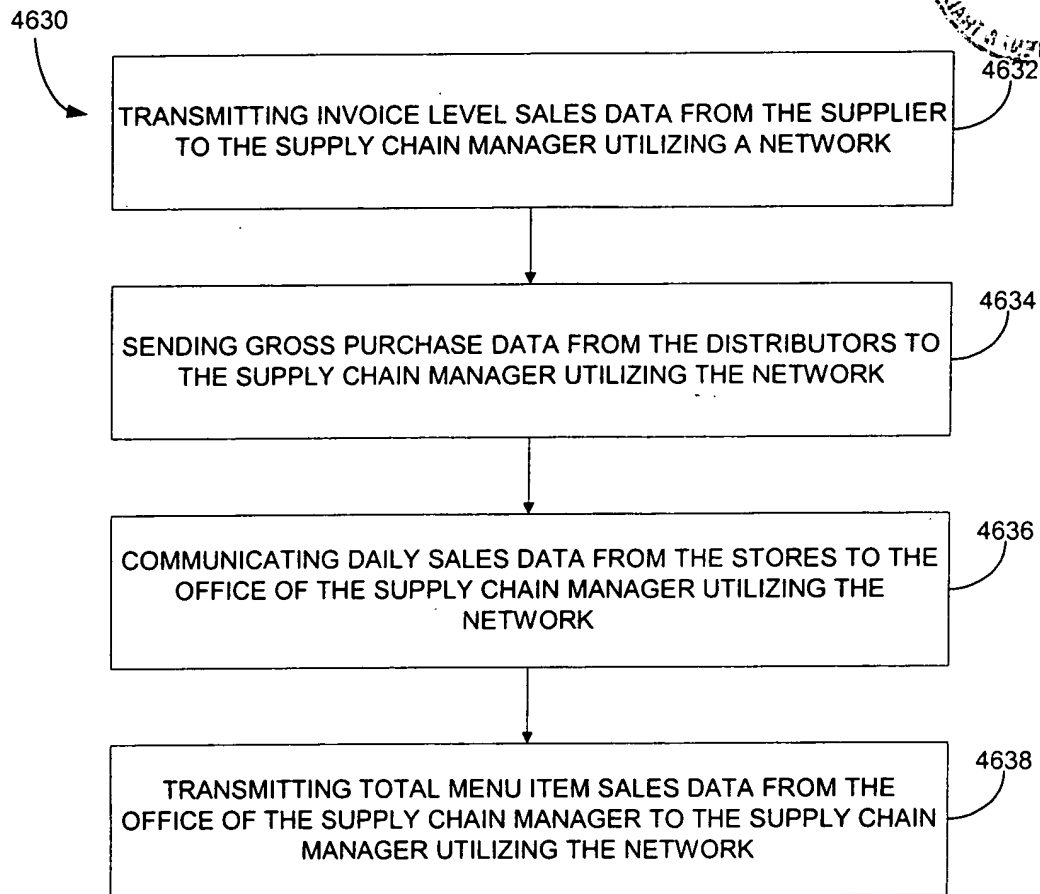 4630
4632
TRANSMITTING INVOICE LEVEL SALES DATA FROM THE SUPPLIER
TO THE SUPPLY CHAIN MANAGER UTILIZING A NETWORK
4634
SENDING GROSS PURCHASE DATA FROM THE DISTRIBUTORS TO
THE SUPPLY CHAIN MANAGER UTILIZING THE NETWORK
4636
COMMUNICATING DAILY SALES DATA FROM THE STORES TO THE
OFFICE OF THE SUPPLY CHAIN MANAGER UTILIZING THE
NETWORK
4638
TRANSMITTING TOTAL MENU ITEM SALES DATA FROM THE
OFFICE OF THE SUPPLY CHAIN MANAGER TO THE SUPPLY CHAIN
MANAGER UTILIZING THE NETWORK